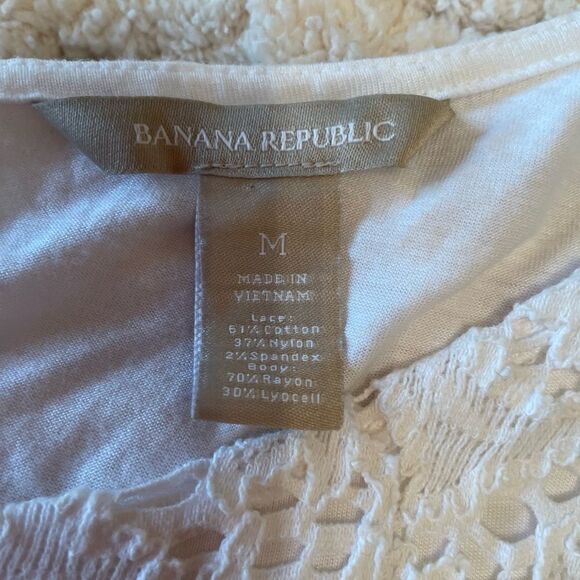 BANANA REPUBLIC
M
MADE IN
VIETNAM
Lace:
61% Cotton
37% Nylon
2% Spandex
Body:
70% Rayon
30% Lyocell